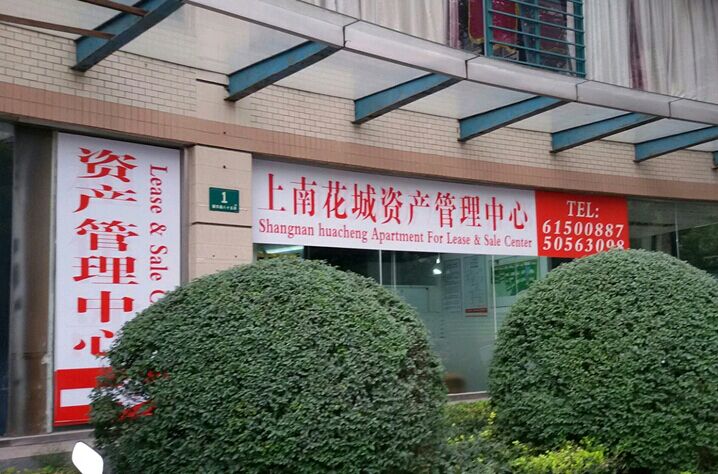 资产管理中心
Lease & Sale C
1
上南花城资产管理中心
Shangnan huacheng Apartment For Lease & Sale Center
TEL:
61500887
50563098